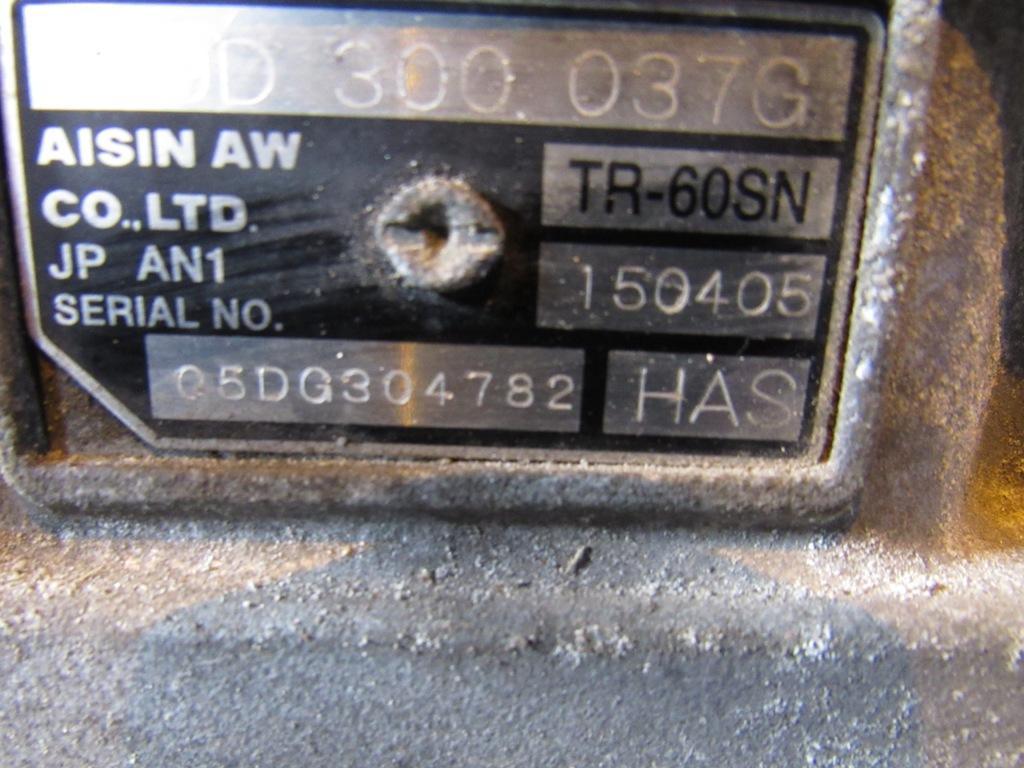 300 037G
AISIN AW
CO.,LTD.
TR-60SN
JP AN1
150405
SERIAL NO.
05DG304782
HAS